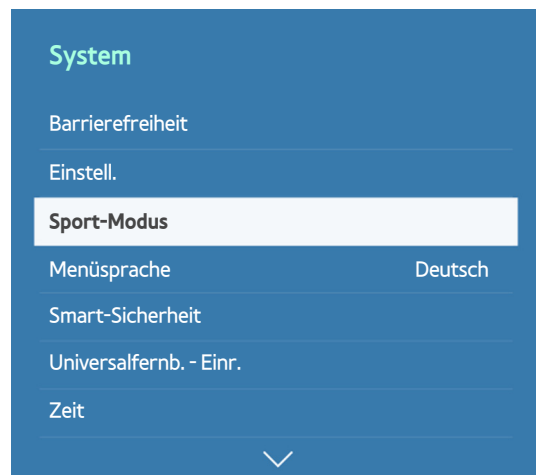 System
Barrierefreiheit
Einstell.
Sport-Modus
Menüsprache Deutsch
Smart-Sicherheit
Universalfernb. - Einr.
Zeit